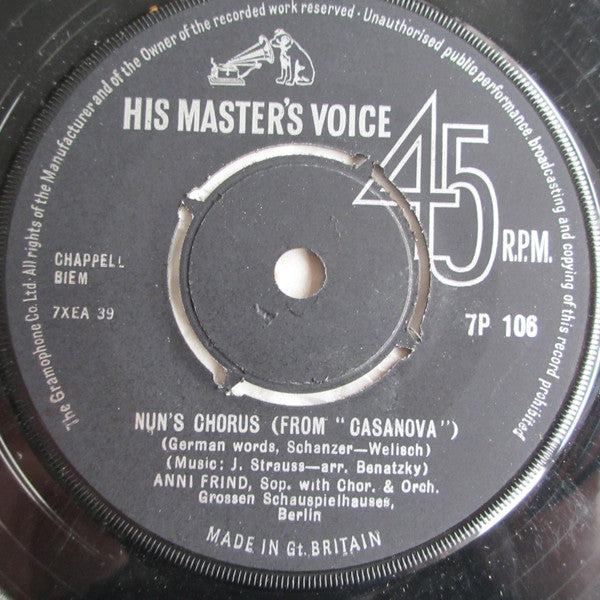 The Gramophone Co. Ltd. All rights of the Manufacturer and of the Owner of the recorded work reserved · Unauthorised public performance, broadcasting and copying of this record prohibited
HIS MASTER'S VOICE
45 R.P.M.
CHAPPELL
BIEM
7XEA 39
7P 106
NUN'S CHORUS (FROM "CASANOVA")
(German words, Schanzer—Welisch)
(Music: J. Strauss—arr. Benatzky)
ANNI FRIND, Sop. with Chor. & Orch.
Grossen Schauspielhauses,
Berlin
MADE IN Gt. BRITAIN